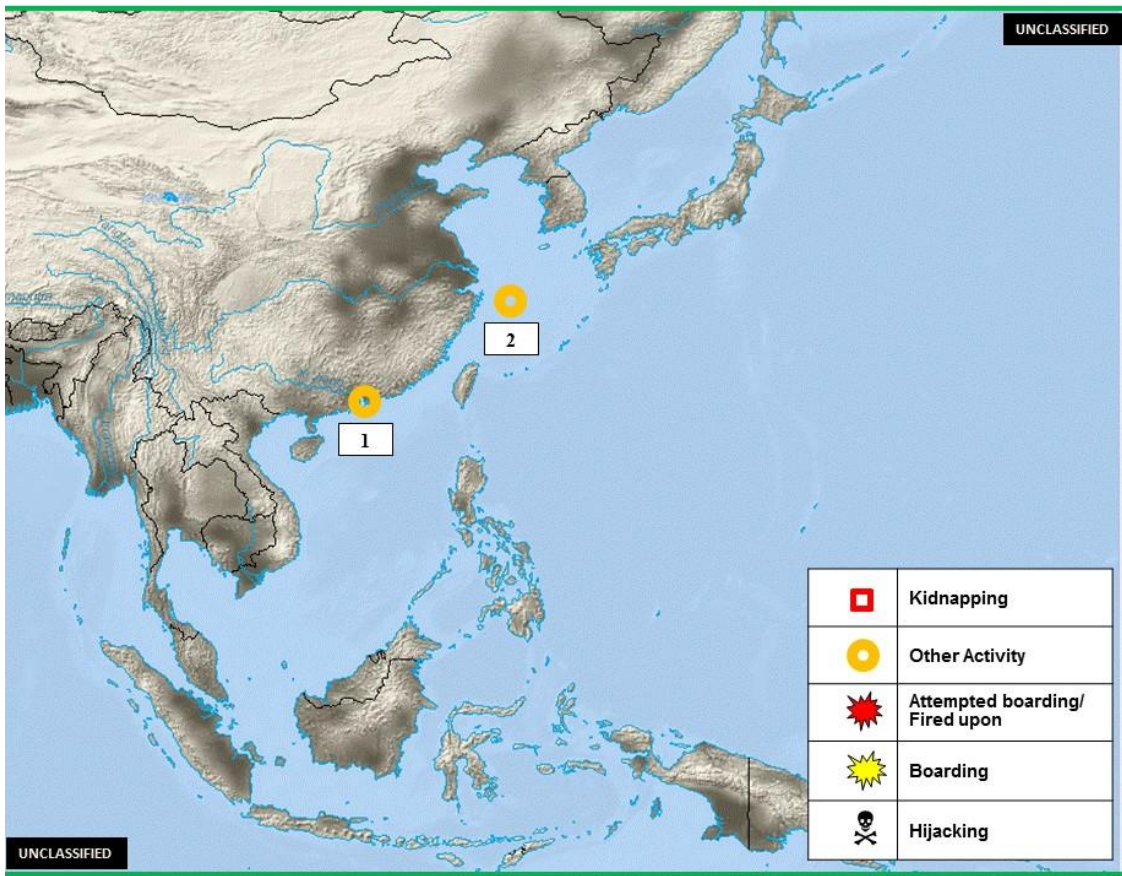 UNCLASSIFIED
2
1
Kidnapping
Other Activity
Attempted boarding/
Fired upon
Boarding
Hijacking
UNCLASSIFIED